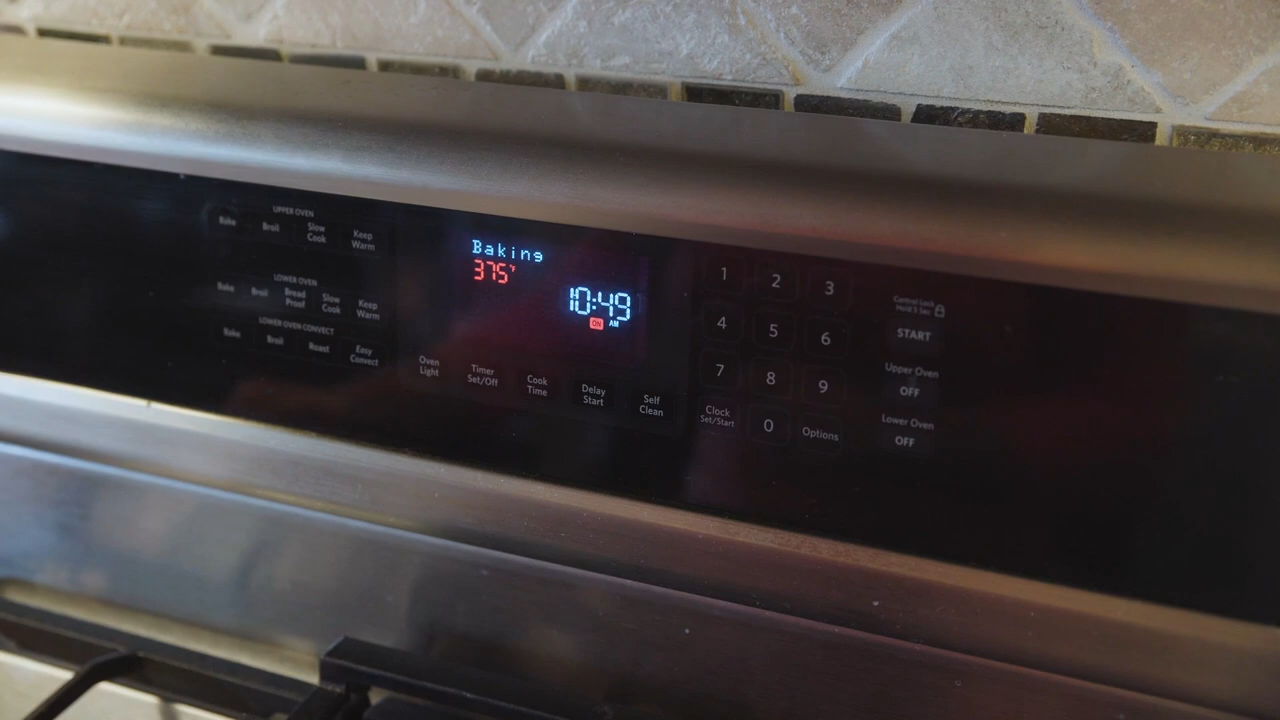 UPPER OVEN
Bake Broil Slow Cook Keep Warm
LOWER OVEN
Bake Broil Bread Proof Slow Cook Keep Warm
LOWER OVEN CONVECT
Bake Broil Roast Easy Convect
Baking
375°
10:49
ON AM
Oven Light Timer Set/Off Cook Time Delay Start Self Clean
1 2 3
4 5 6
7 8 9
Clock Set/Start 0 Options
Control Lock
Hold 3 Sec
START
Upper Oven
OFF
Lower Oven
OFF